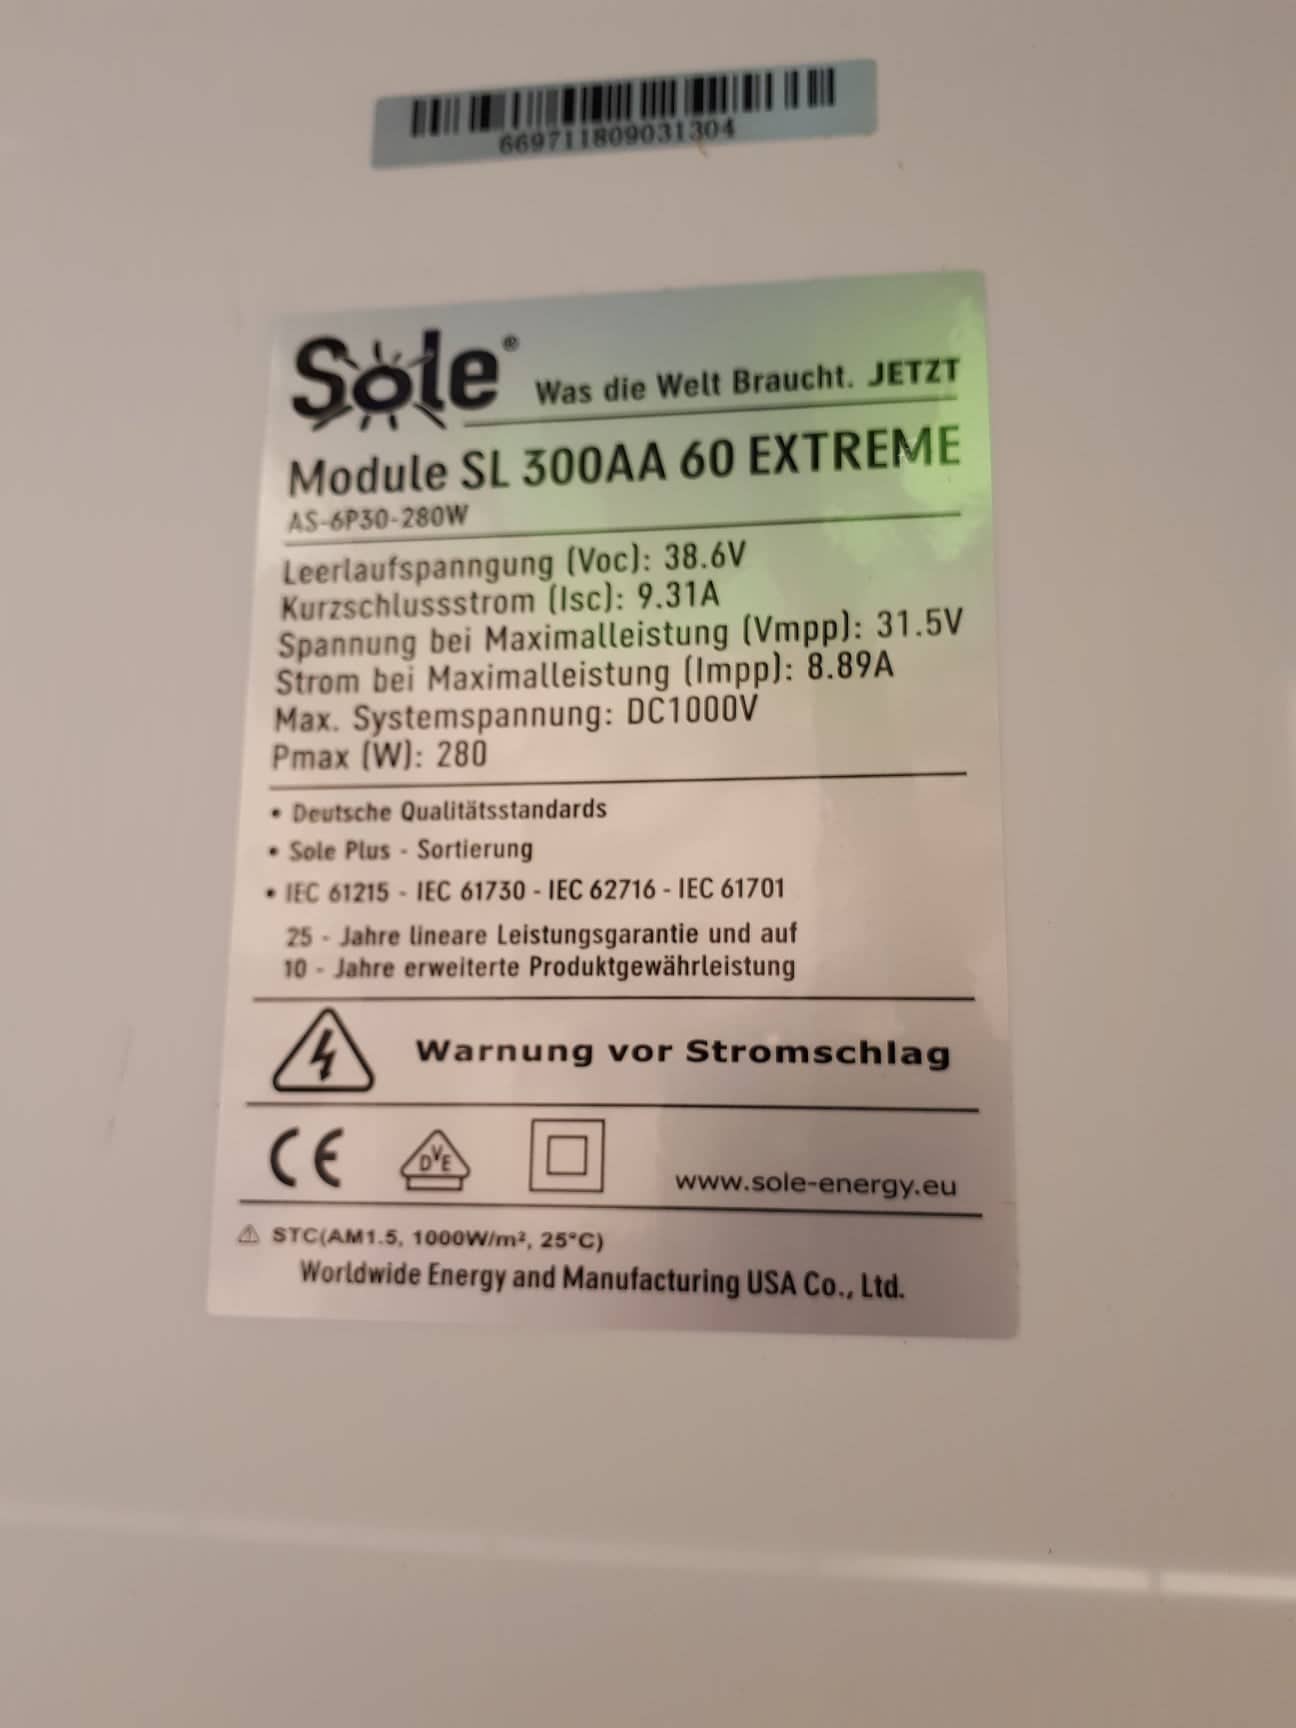 669711809031304
Sole® Was die Welt Braucht. JETZT
Module SL 300AA 60 EXTREME
AS-6P30-280W
Leerlaufspanngung (Voc): 38.6V
Kurzschlussstrom (Isc): 9.31A
Spannung bei Maximalleistung (Vmpp): 31.5V
Strom bei Maximalleistung (Impp): 8.89A
Max. Systemspannung: DC1000V
Pmax (W): 280
• Deutsche Qualitätsstandards
• Sole Plus - Sortierung
• IEC 61215 - IEC 61730 - IEC 62716 - IEC 61701
25 - Jahre lineare Leistungsgarantie und auf
10 - Jahre erweiterte Produktgewährleistung
Warnung vor Stromschlag
CE DVE www.sole-energy.eu
⚠ STC(AM1.5, 1000W/m², 25°C)
Worldwide Energy and Manufacturing USA Co., Ltd.